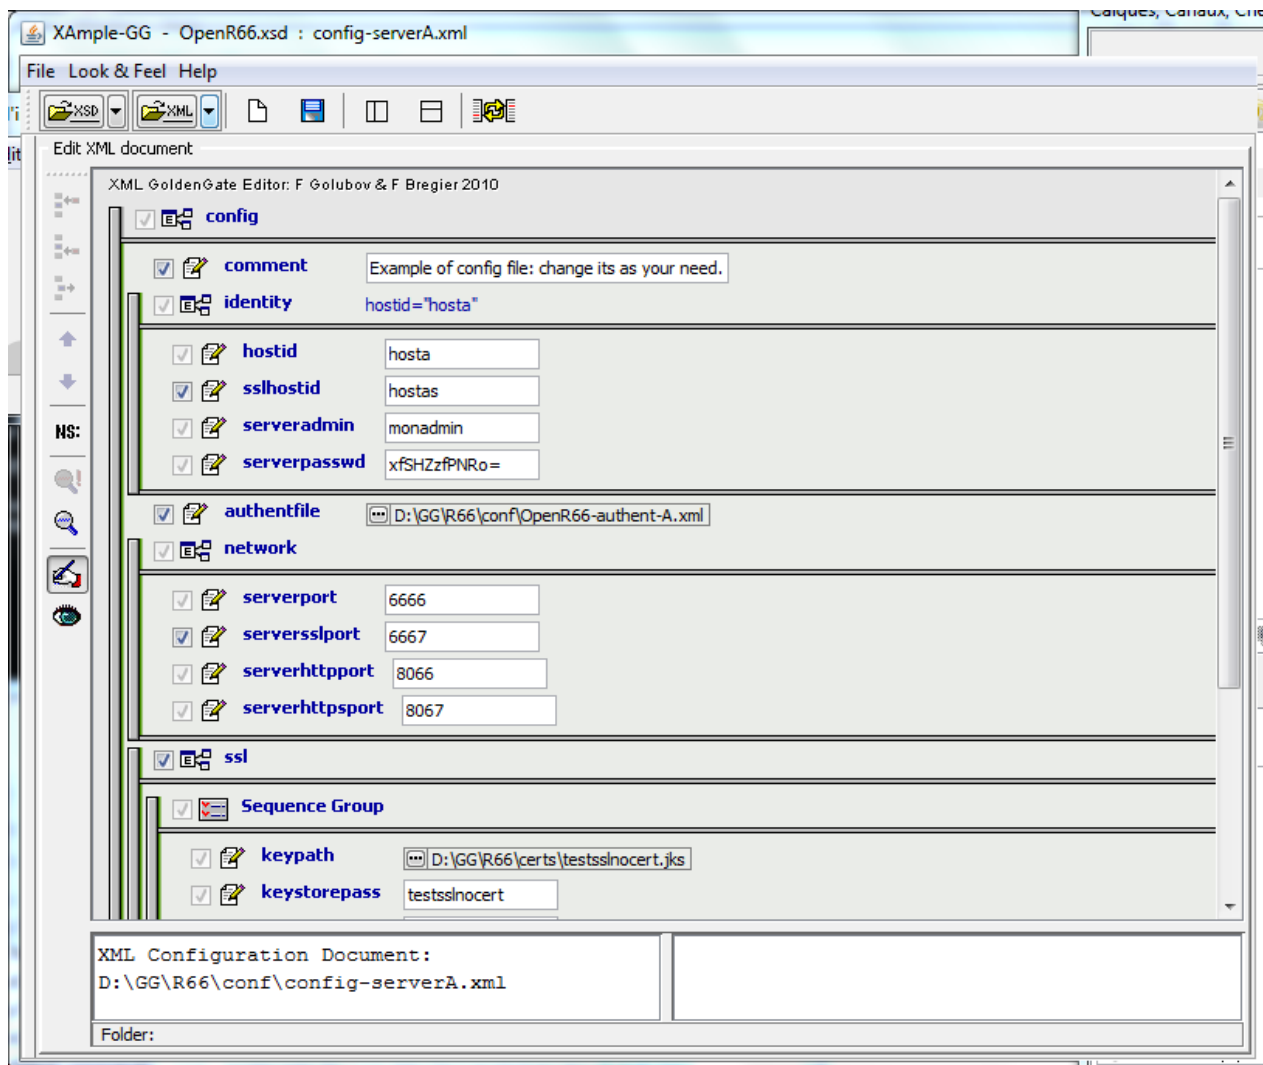 Calques, Canaux, Che
XAmple-GG - OpenR66.xsd : config-serverA.xml
File Look & Feel Help
XSD XML
Edit XML document
XML GoldenGate Editor: F Golubov & F Bregier 2010
config
comment Example of config file: change its as your need.
identity hostid="hosta"
hostid hosta
sslhostid hostas
serveradmin monadmin
NS:
serverpasswd xfSHZzfPNRo=
authentfile D:\GG\R66\conf\OpenR66-authent-A.xml
network
serverport 6666
serversslport 6667
serverhttpport 8066
serverhttpsport 8067
ssl
Sequence Group
keypath D:\GG\R66\certs\testsslnocert.jks
keystorepass testsslnocert
XML Configuration Document:
D:\GG\R66\conf\config-serverA.xml
Folder: